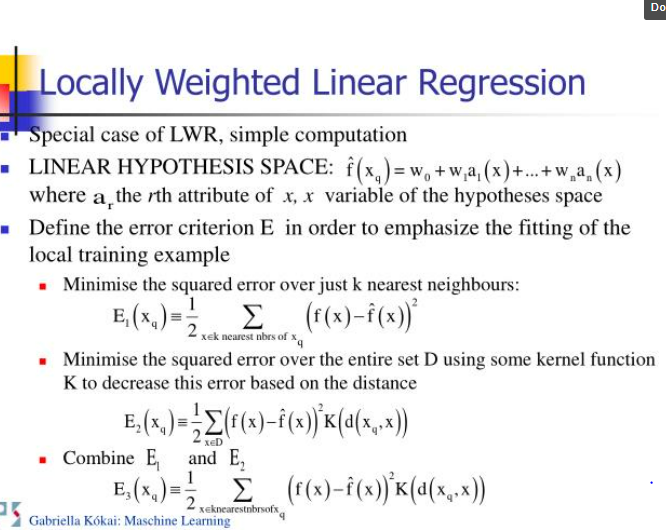 Do
Locally Weighted Linear Regression
Special case of LWR, simple computation
LINEAR HYPOTHESIS SPACE: f̂(x_q) = w_0 + w_1a_1(x)+...+w_na_n(x)
where a_r the rth attribute of x, x variable of the hypotheses space
Define the error criterion E in order to emphasize the fitting of the
local training example
Minimise the squared error over just k nearest neighbours:
E_1(x_q) ≡ 1/2 Σ_{x∈k nearest nbrs of x_q} (f(x)−f̂(x))^2
Minimise the squared error over the entire set D using some kernel function
K to decrease this error based on the distance
E_2(x_q) ≡ 1/2 Σ_{x∈D} (f(x)−f̂(x))^2 K(d(x_q,x))
Combine E_1 and E_2
E_3(x_q) ≡ 1/2 Σ_{x∈knearestnbrsofx_q} (f(x)−f̂(x))^2 K(d(x_q,x))
Gabriella Kókai: Maschine Learning